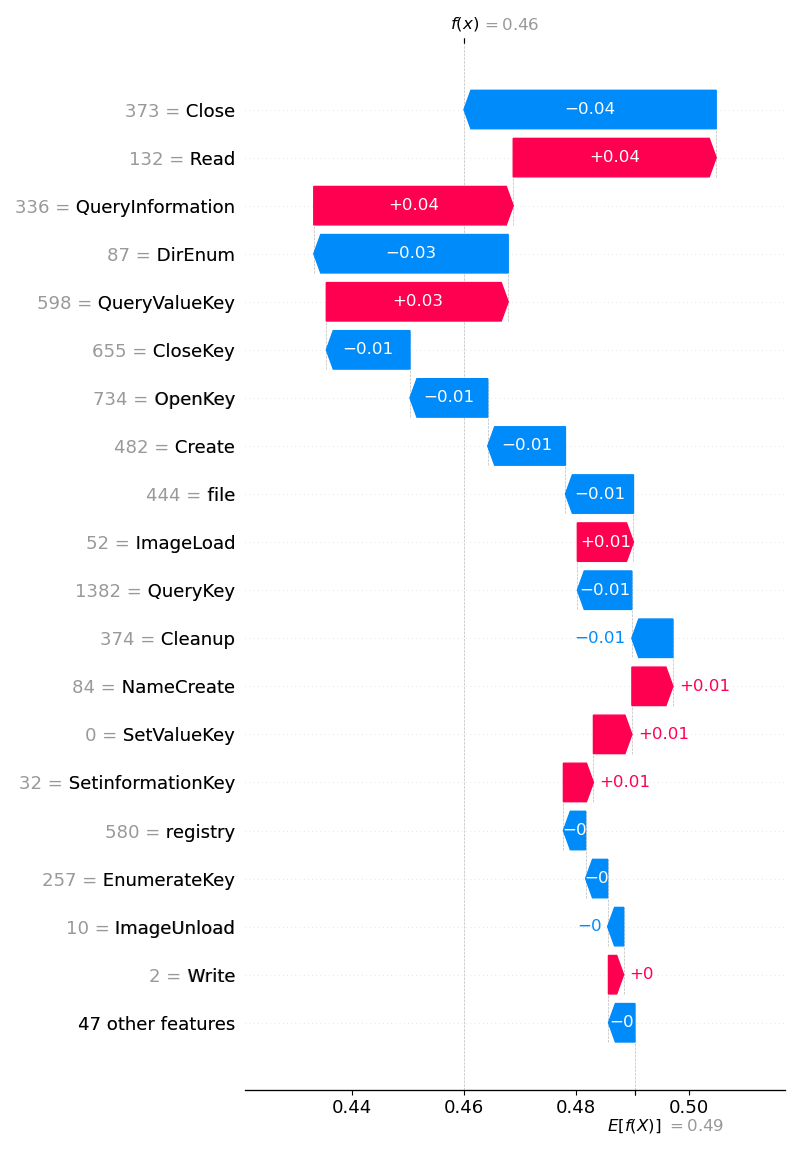 f(x) = 0.46
373 = Close −0.04
132 = Read +0.04
336 = QueryInformation +0.04
87 = DirEnum −0.03
598 = QueryValueKey +0.03
655 = CloseKey −0.01
734 = OpenKey −0.01
482 = Create −0.01
444 = file −0.01
52 = ImageLoad +0.01
1382 = QueryKey −0.01
374 = Cleanup −0.01
84 = NameCreate +0.01
0 = SetValueKey +0.01
32 = SetinformationKey +0.01
580 = registry −0
257 = EnumerateKey −0
10 = ImageUnload −0
2 = Write +0
47 other features −0
0.44 0.46 0.48 0.50
E[f(X)] = 0.49